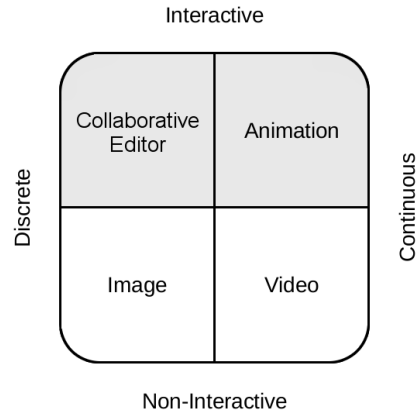 Interactive
Collaborative
Editor
Animation
Discrete
Continuous
Image
Video
Non-Interactive